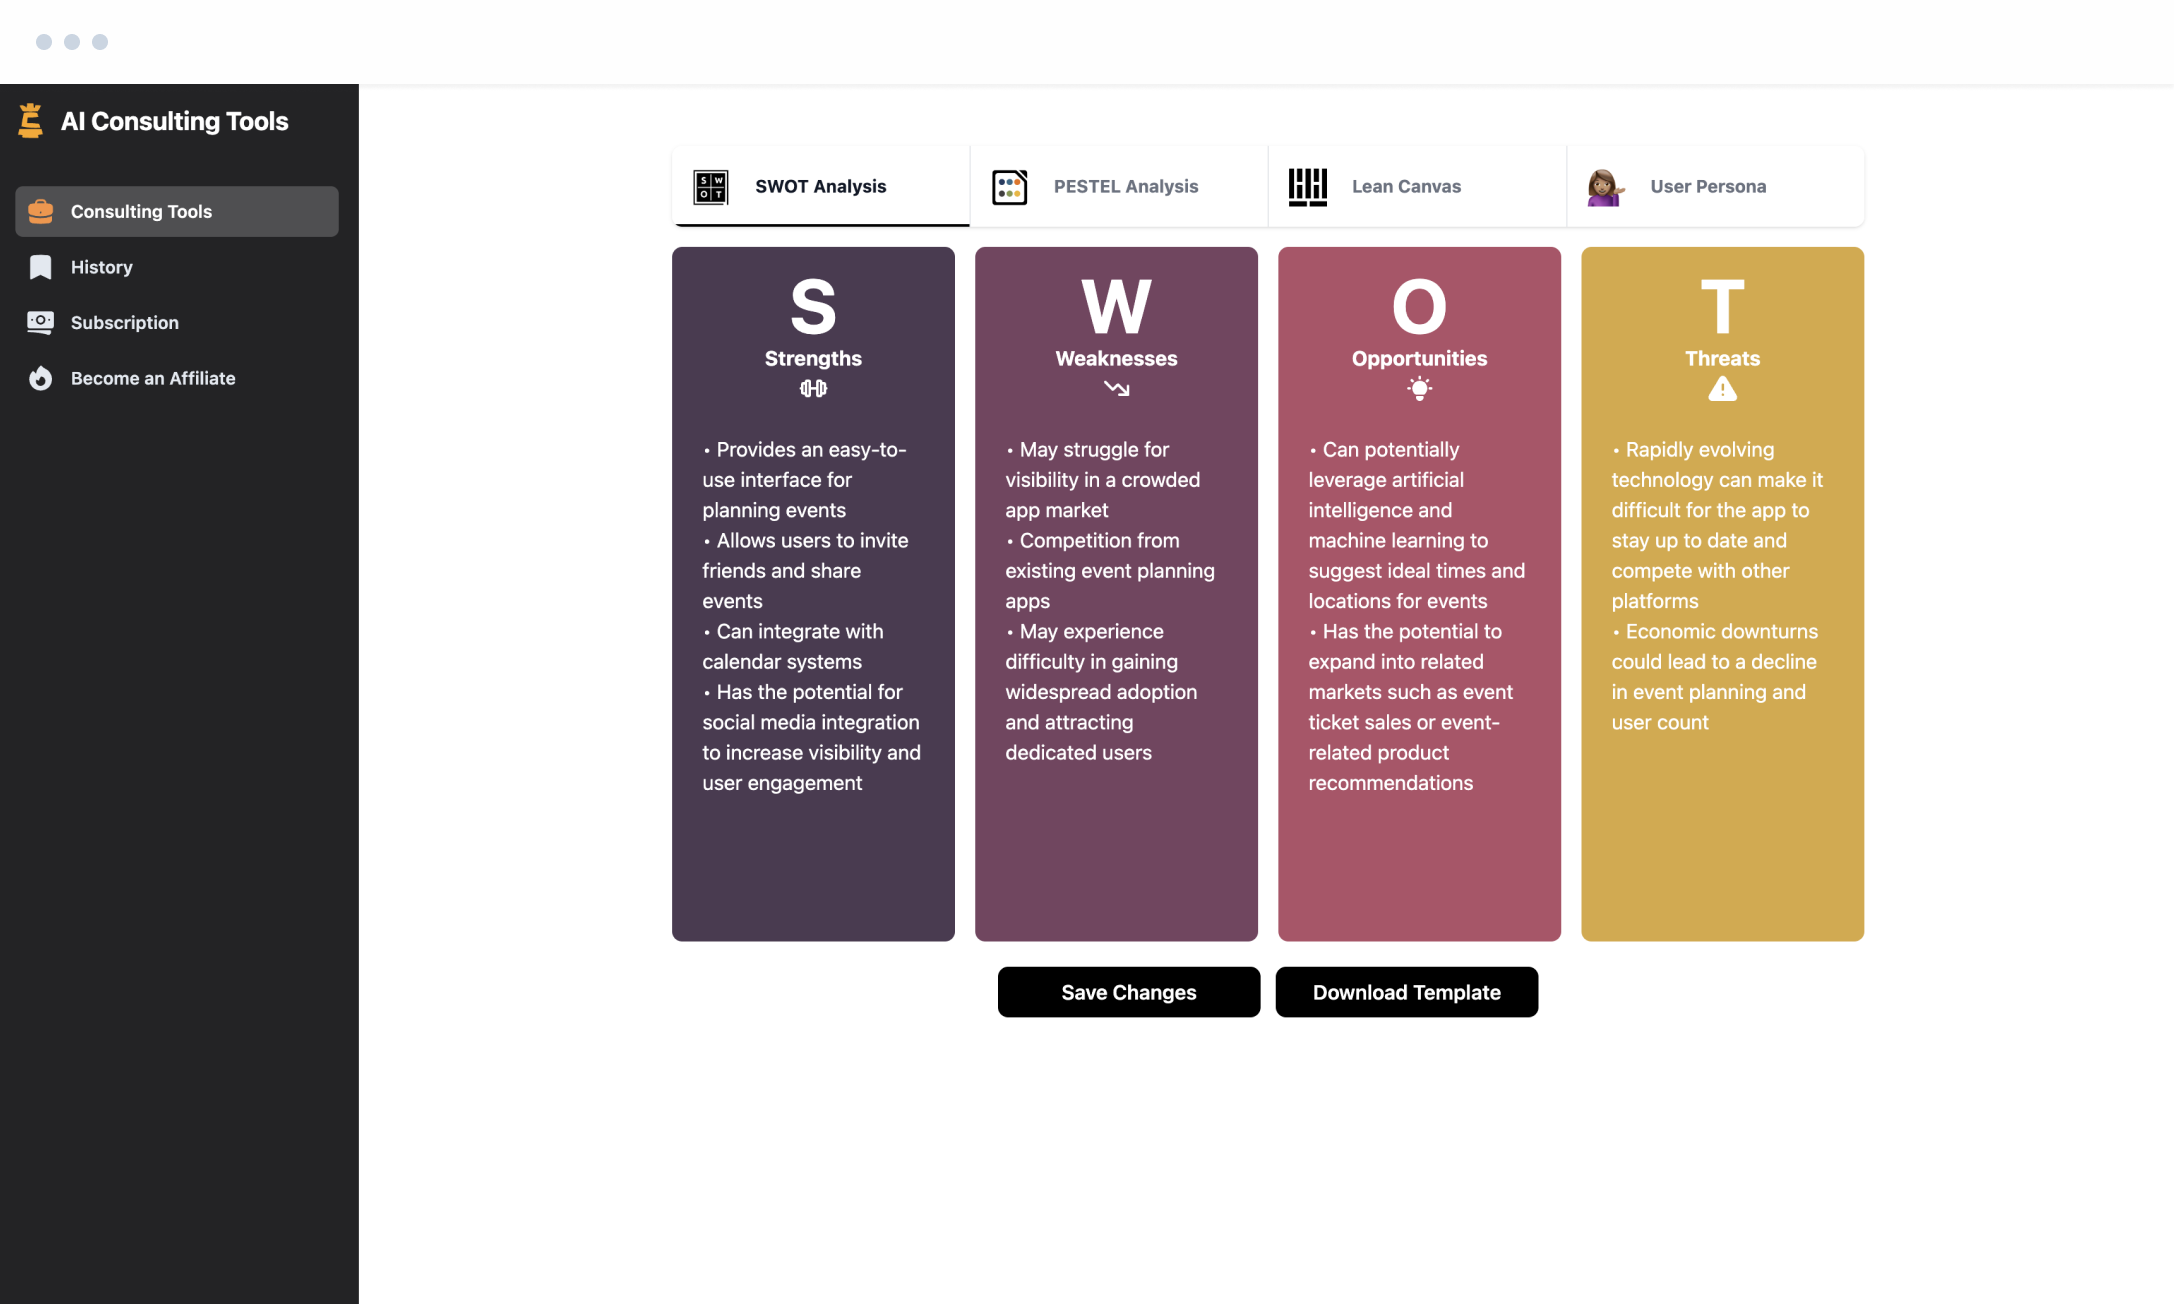 AI Consulting Tools
Consulting Tools
History
Subscription
Become an Affiliate
S W
O T
SWOT Analysis
PESTEL Analysis
Lean Canvas
User Persona
S
Strengths
• Provides an easy-to-
use interface for
planning events
• Allows users to invite
friends and share
events
• Can integrate with
calendar systems
• Has the potential for
social media integration
to increase visibility and
user engagement
W
Weaknesses
• May struggle for
visibility in a crowded
app market
• Competition from
existing event planning
apps
• May experience
difficulty in gaining
widespread adoption
and attracting
dedicated users
O
Opportunities
• Can potentially
leverage artificial
intelligence and
machine learning to
suggest ideal times and
locations for events
• Has the potential to
expand into related
markets such as event
ticket sales or event-
related product
recommendations
T
Threats
• Rapidly evolving
technology can make it
difficult for the app to
stay up to date and
compete with other
platforms
• Economic downturns
could lead to a decline
in event planning and
user count
Save Changes
Download Template